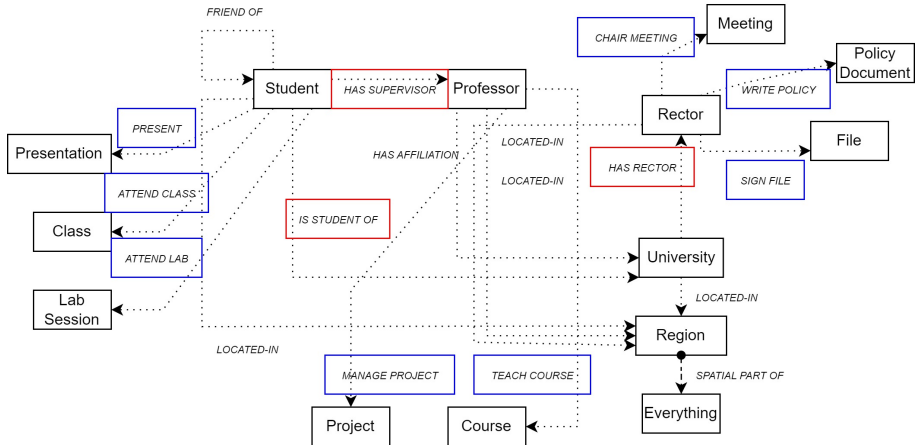 FRIEND OF
CHAIR MEETING
Meeting
Policy
Document
Student
HAS SUPERVISOR
Professor
WRITE POLICY
Rector
PRESENT
Presentation
HAS AFFILIATION
LOCATED-IN
File
HAS RECTOR
LOCATED-IN
SIGN FILE
ATTEND CLASS
Class
IS STUDENT OF
ATTEND LAB
University
Lab
Session
LOCATED-IN
Region
LOCATED-IN
MANAGE PROJECT
TEACH COURSE
SPATIAL PART OF
Project
Course
Everything